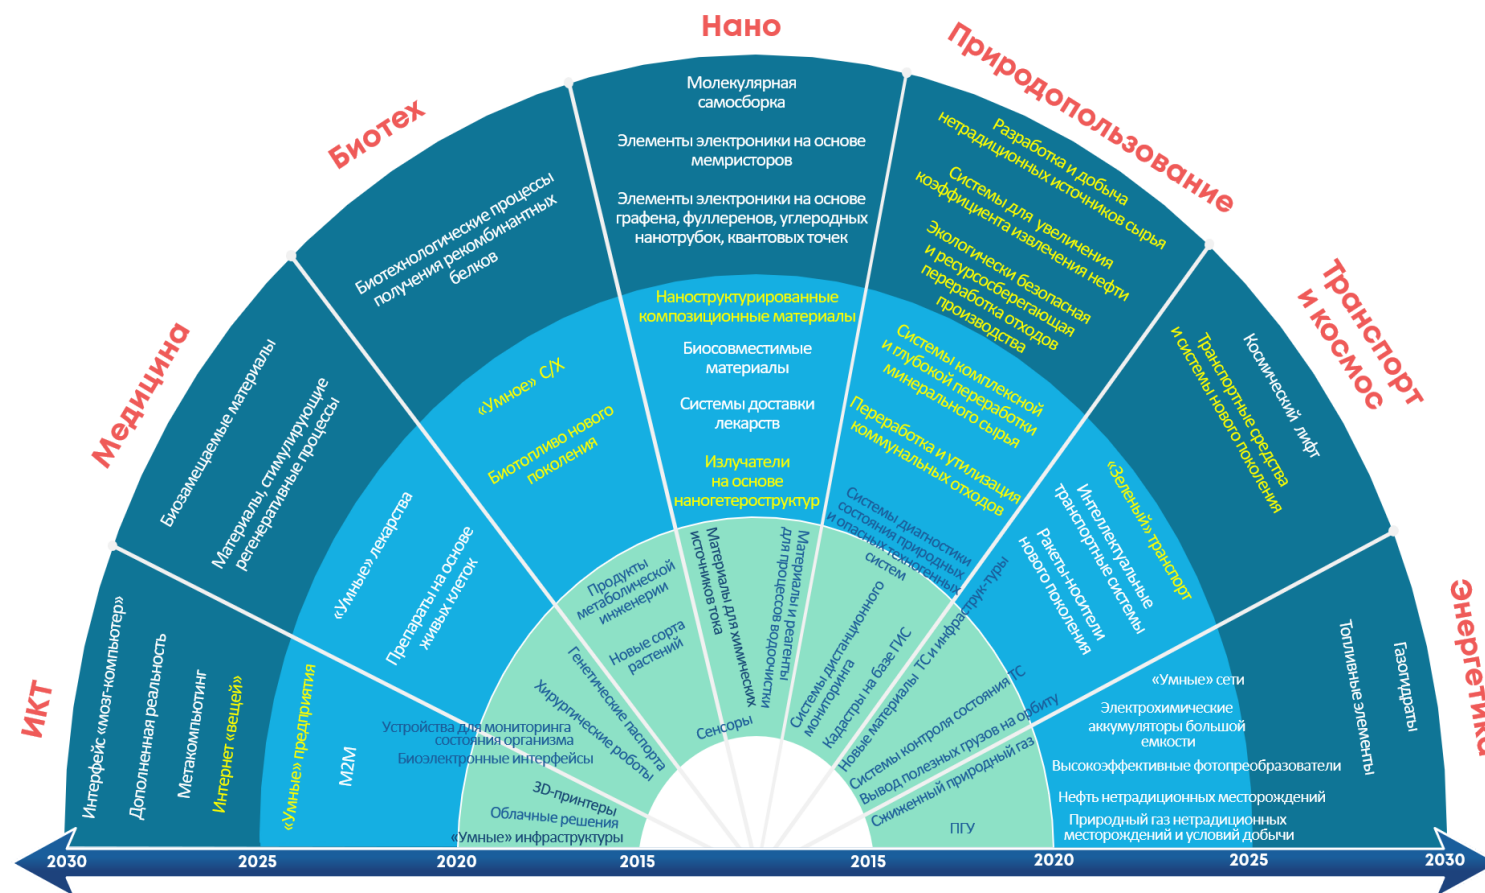 Нано
Биотех
Природопользование
Медицина
Транспорт
и космос
ИКТ
Энергетика
Интерфейс «мозг-компьютер»
Дополненная реальность
Метакомпьютинг
Интернет «вещей»
«Умные» предприятия
M2M
3D-принтеры
Облачные решения
«Умные» инфраструктуры
Биозамещаемые материалы
Материалы, стимулирующие
регенеративные процессы
«Умные» лекарства
Препараты на основе
живых клеток
Генетические паспорта
Хирургические роботы
Устройства для мониторинга
состояния организма
Биоэлектронные интерфейсы
Биотехнологические процессы
получения рекомбинантных
белков
«Умное» С/Х
Биотопливо нового
поколения
Продукты
метаболической
инженерии
Новые сорта
растений
Молекулярная
самосборка
Элементы электроники на основе
мемристоров
Элементы электроники на основе
графена, фуллеренов, углеродных
нанотрубок, квантовых точек
Наноструктурированные
композиционные материалы
Биосовместимые
материалы
Системы доставки
лекарств
Излучатели
на основе
наногетероструктур
Материалы для химических
источников тока
Материалы и реагенты
для процессов водоочистки
Сенсоры
Разработка и добыча
нетрадиционных источников сырья
Системы для увеличения
коэффициента извлечения нефти
Экологически безопасная
и ресурсосберегающая
переработка отходов
производства
Системы комплексной
и глубокой переработки
минерального сырья
Переработка и утилизация
коммунальных отходов
Системы диагностики
состояния природных
и опасных техногенных
систем
Системы дистанционного
мониторинга
Кадастры на базе ГИС
Космический лифт
Транспортные средства
и системы нового поколения
«Зеленый» транспорт
Интеллектуальные
транспортные системы
Ракеты-носители
нового поколения
Новые материалы ТС и инфраструк-туры
Системы контроля состояния ТС
Вывод полезных грузов на орбиту
Газогидраты
Топливные элементы
«Умные» сети
Электрохимические
аккумуляторы большой
емкости
Высокоэффективные фотопреобразователи
Нефть нетрадиционных месторождений
Природный газ нетрадиционных
месторождений и условий добычи
Сжиженный природный газ
ПГУ
2030 2025 2020 2015 2015 2020 2025 2030